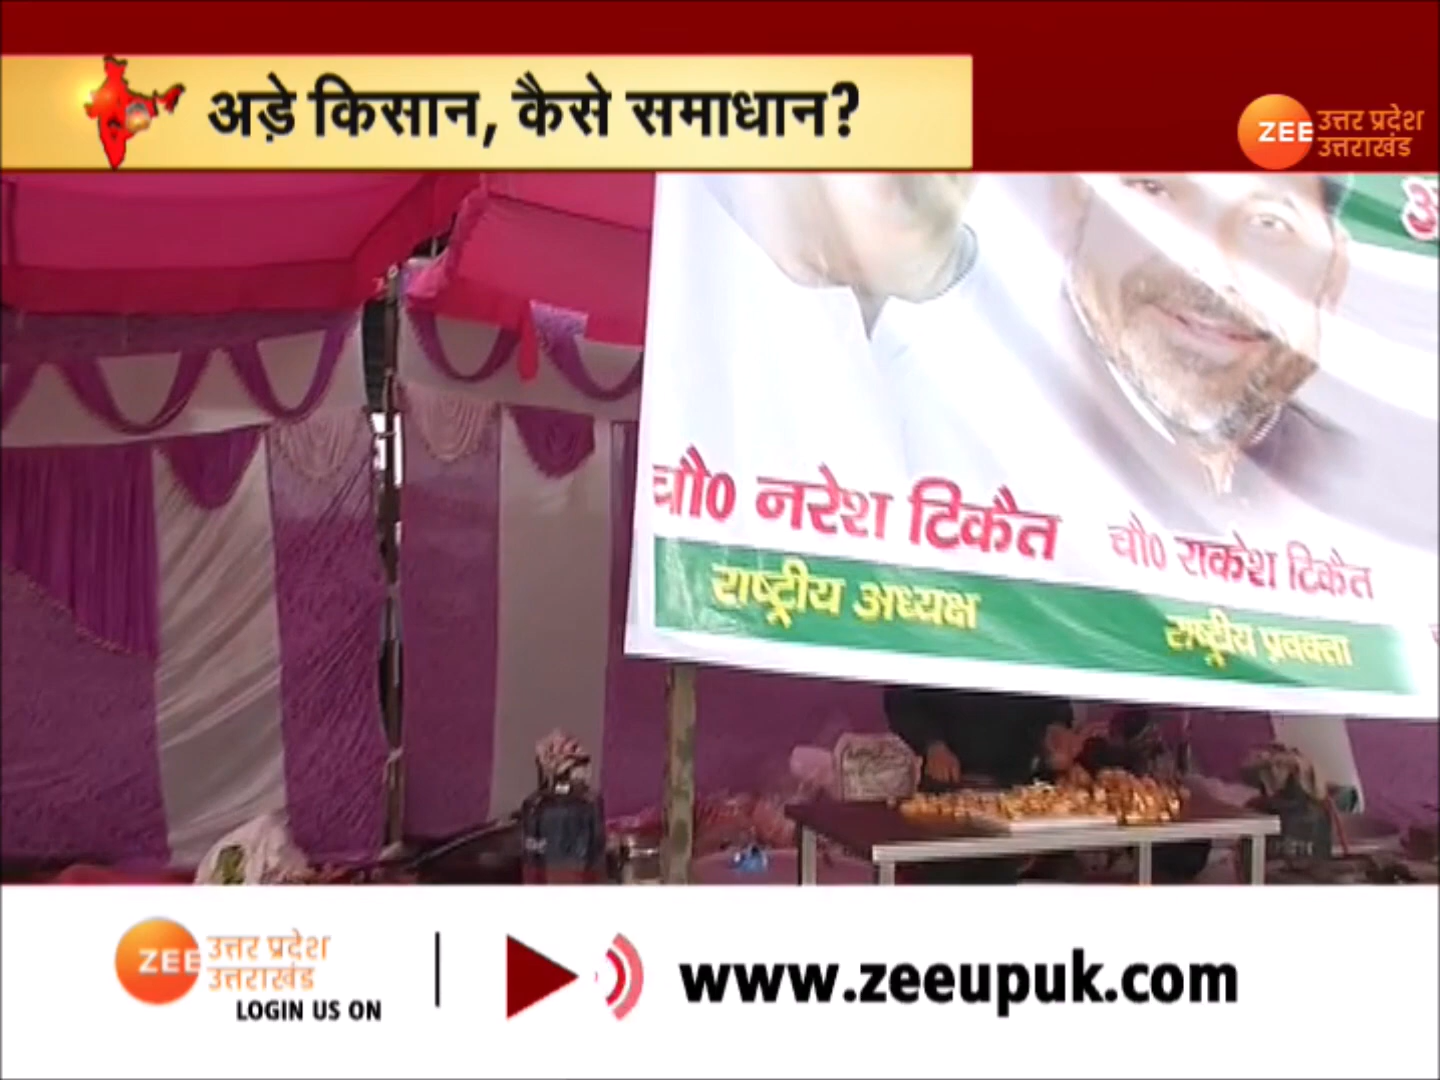 अड़े किसान, कैसे समाधान?
ZEE उत्तर प्रदेश
उत्तराखंड
चौ0 नरेश टिकैत
चौ0 राकेश टिकैत
राष्ट्रीय अध्यक्ष
राष्ट्रीय प्रवक्ता
ZEE उत्तर प्रदेश
उत्तराखंड
LOGIN US ON
www.zeeupuk.com